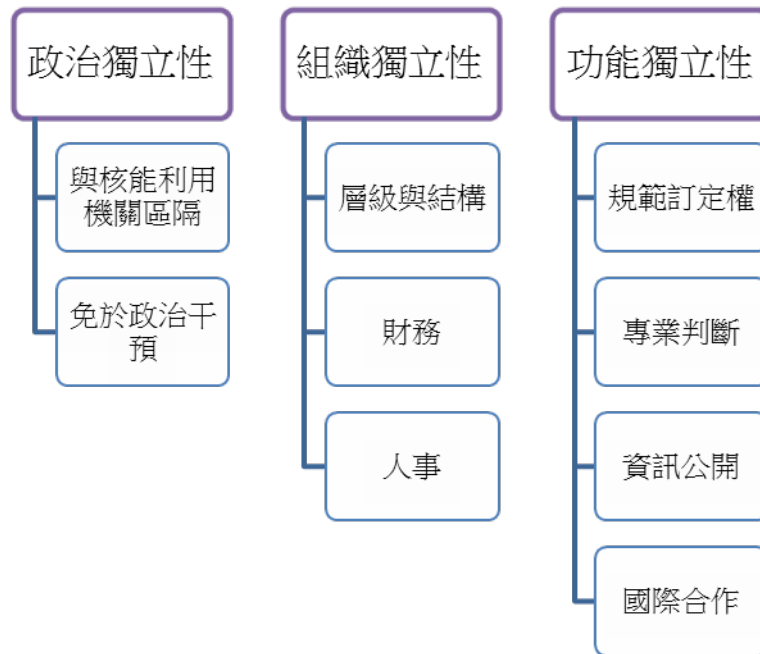 政治獨立性
與核能利用
機關區隔
免於政治干
預
組織獨立性
層級與結構
財務
人事
功能獨立性
規範訂定權
專業判斷
資訊公開
國際合作